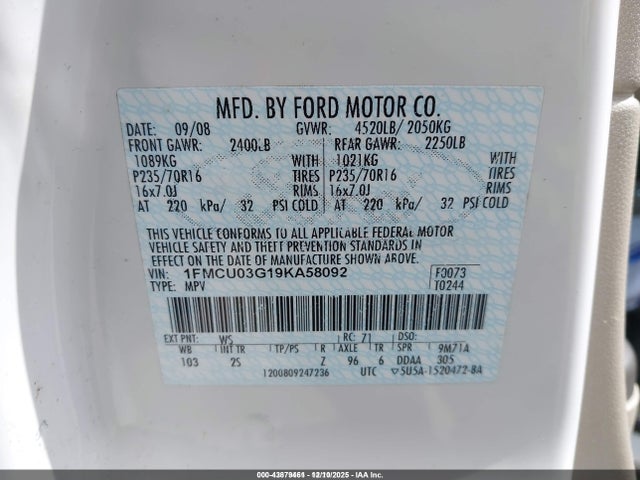 MFD. BY FORD MOTOR CO.
DATE: 09/08 GVWR: 4520LB/ 2050KG
FRONT GAWR: 2400LB REAR GAWR: 2250LB
1089KG WITH 1021KG WITH
P235/70R16 TIRES P235/70R16 TIRES
16x7.0J RIMS 16x7.0J RIMS
AT 220 kPa/ 32 PSI COLD AT 220 kPa/ 32 PSI COLD
THIS VEHICLE CONFORMS TO ALL APPLICABLE FEDERAL MOTOR
VEHICLE SAFETY AND THEFT PREVENTION STANDARDS IN
EFFECT ON THE DATE OF MANUFACTURE SHOWN ABOVE.
VIN: 1FMCU03G19KA58092 F0073
TYPE: MPV T0244
EXT PNT: WS RC: 71 DSO:
WB INT TR TP/PS R AXLE TR SPR 9M71A
103 2S Z 96 6 DDAA 305
1200809247236 UTC ▽5U5A-1520472-BA
000-43879461 - 12/10/2025 - IAA Inc.